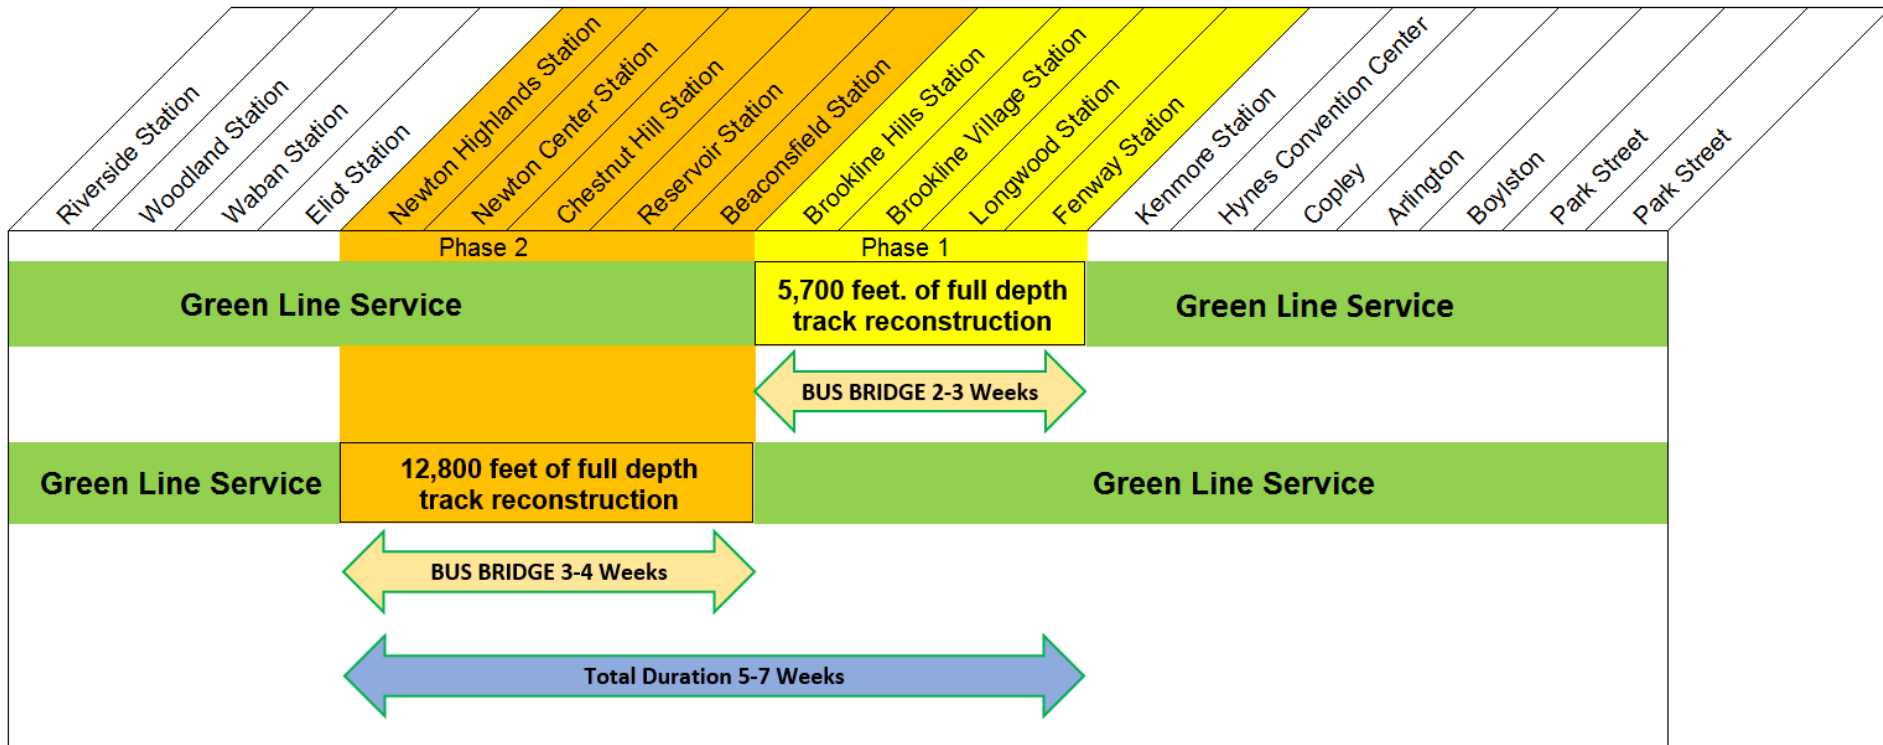 Riverside Station
Woodland Station
Waban Station
Eliot Station
Newton Highlands Station
Newton Center Station
Chestnut Hill Station
Reservoir Station
Beaconsfield Station
Brookline Hills Station
Brookline Village Station
Longwood Station
Fenway Station
Kenmore Station
Hynes Convention Center
Copley
Arlington
Boylston
Park Street
Park Street
Phase 2
Phase 1
Green Line Service
5,700 feet. of full depth
track reconstruction
Green Line Service
BUS BRIDGE 2-3 Weeks
Green Line Service
12,800 feet of full depth
track reconstruction
Green Line Service
BUS BRIDGE 3-4 Weeks
Total Duration 5-7 Weeks